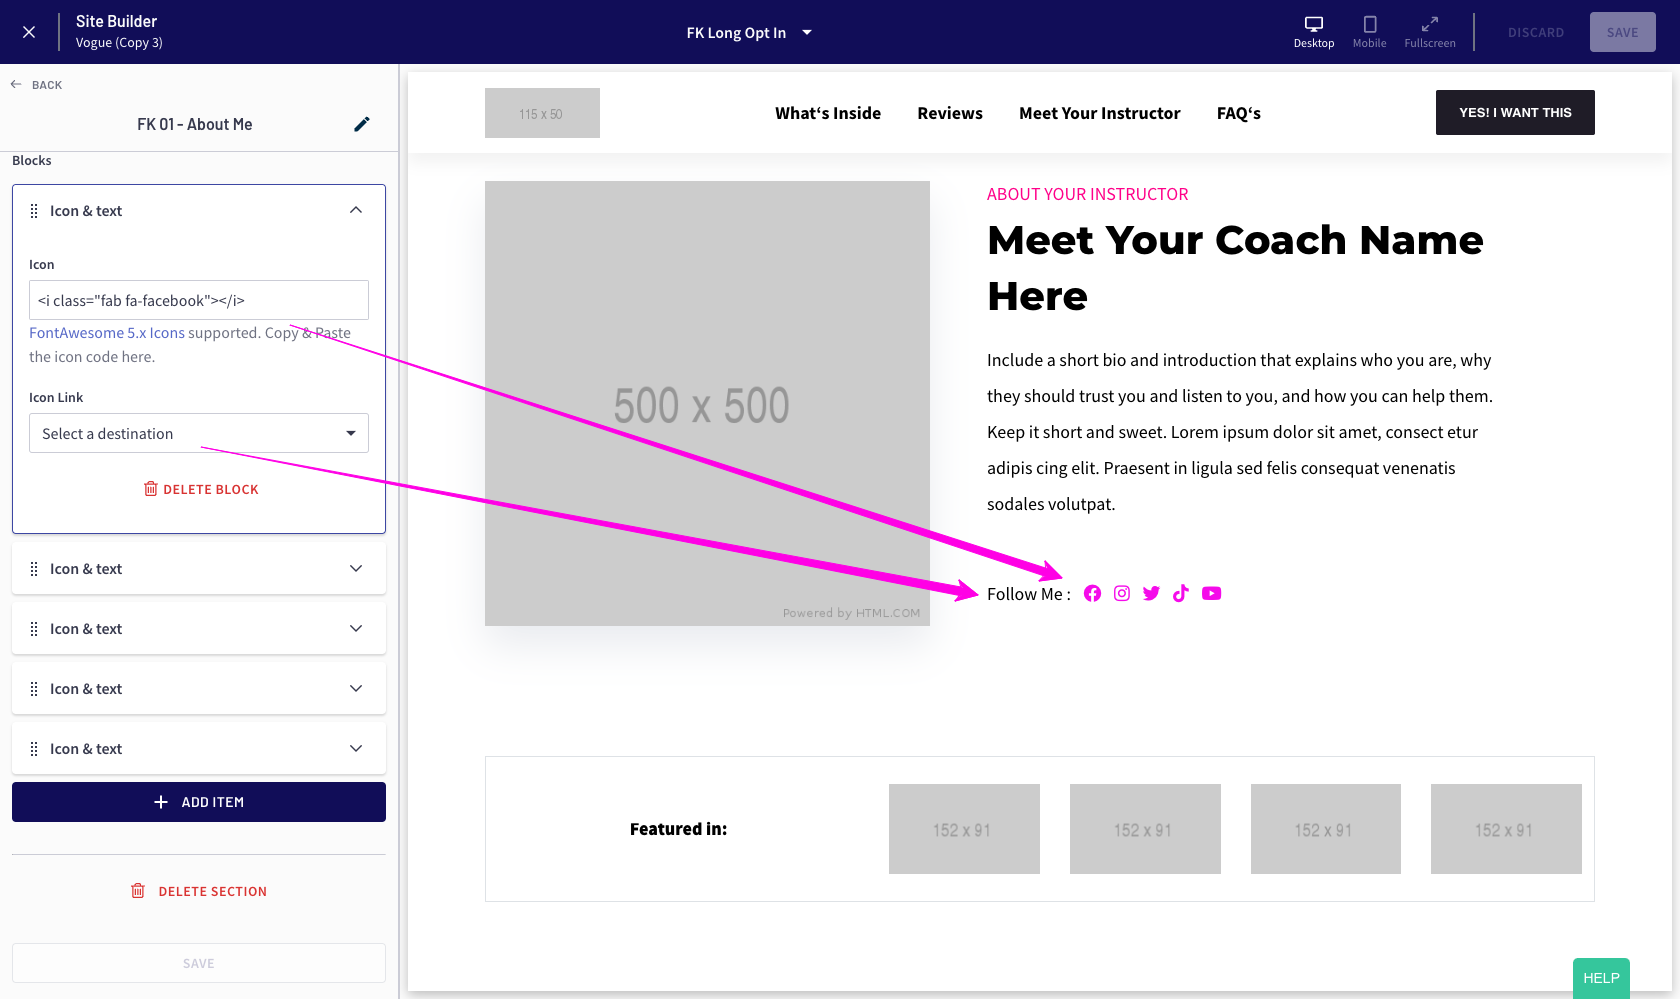 Site Builder
Vogue (Copy 3)
FK Long Opt In
Desktop
Mobile
Fullscreen
DISCARD
SAVE
BACK
FK 01 - About Me
Blocks
Icon & text
Icon
<i class="fab fa-facebook"></i>
FontAwesome 5.x Icons supported. Copy & Paste
the icon code here.
Icon Link
Select a destination
DELETE BLOCK
Icon & text
Icon & text
Icon & text
Icon & text
ADD ITEM
DELETE SECTION
SAVE
115 x 50
What‘s Inside
Reviews
Meet Your Instructor
FAQ‘s
YES! I WANT THIS
500 x 500
Powered by HTML.COM
ABOUT YOUR INSTRUCTOR
Meet Your Coach Name
Here
Include a short bio and introduction that explains who you are, why
they should trust you and listen to you, and how you can help them.
Keep it short and sweet. Lorem ipsum dolor sit amet, consect etur
adipis cing elit. Praesent in ligula sed felis consequat venenatis
sodales volutpat.
Follow Me :
Featured in:
152 x 91
152 x 91
152 x 91
152 x 91
HELP